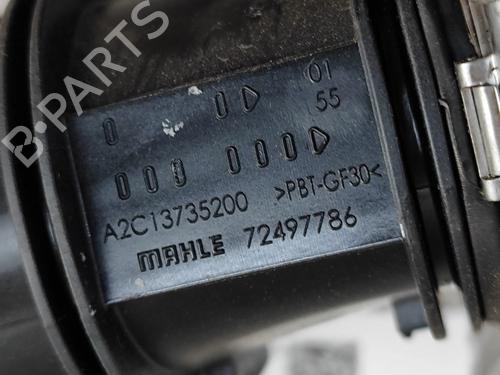 B-PARTS
01
55
A2C13735200 >PBT-GF30<
MAHLE 72497786